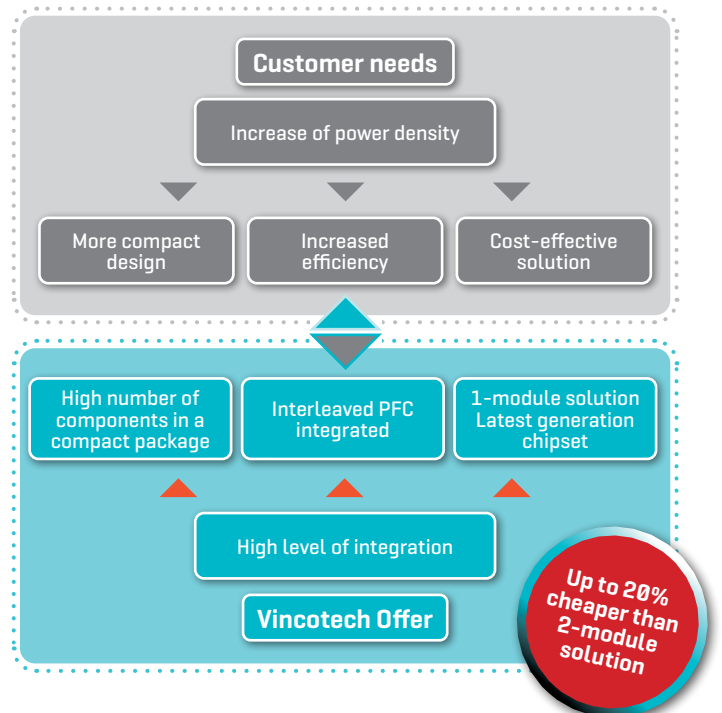 Customer needs
Increase of power density
More compact
design
Increased
efficiency
Cost-effective
solution
High number of
components in a
compact package
Interleaved PFC
integrated
1-module solution
Latest generation
chipset
High level of integration
Vincotech Offer
Up to 20%
cheaper than
2-module
solution